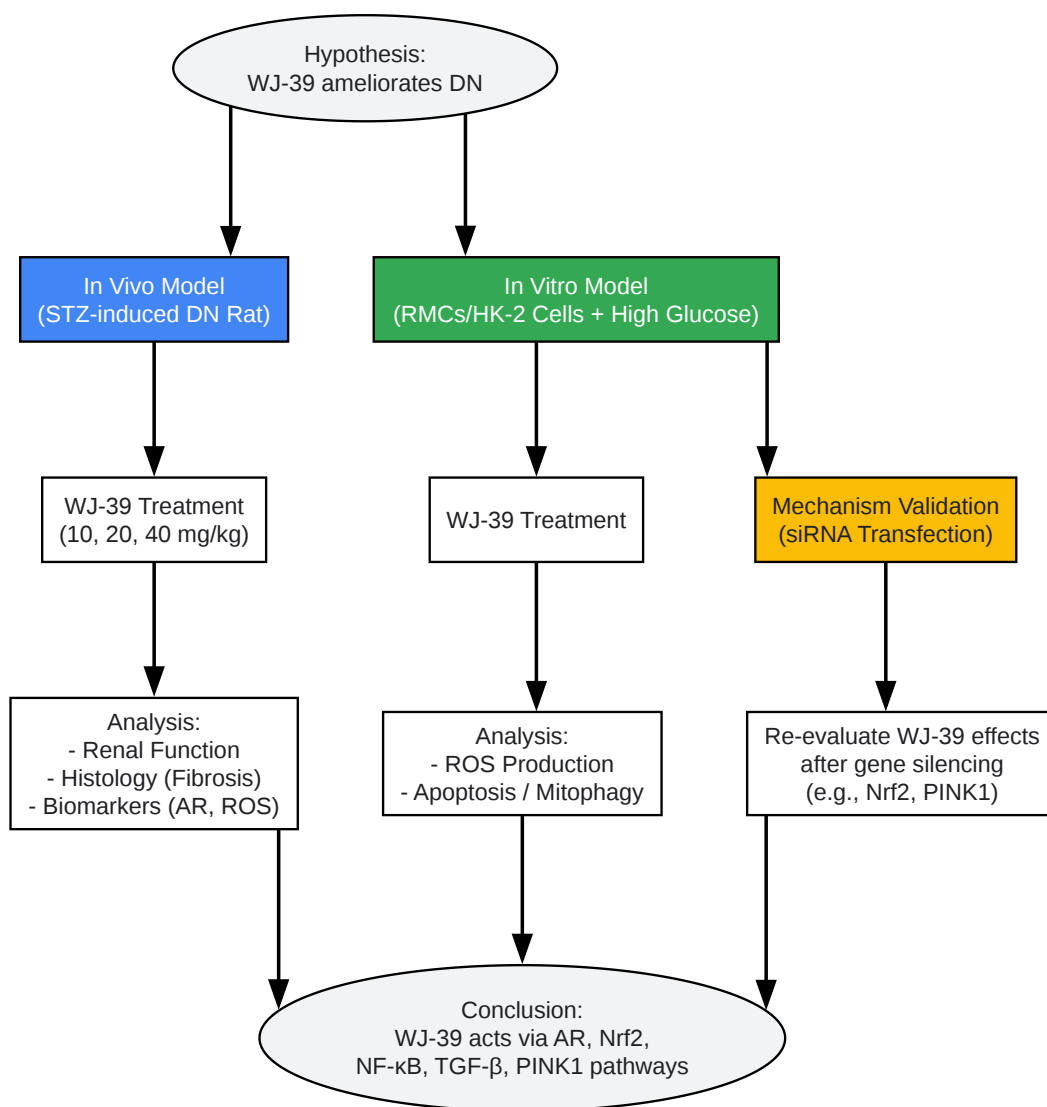 Hypothesis:
WJ-39 ameliorates DN
In Vivo Model
(STZ-induced DN Rat)
In Vitro Model
(RMCs/HK-2 Cells + High Glucose)
WJ-39 Treatment
(10, 20, 40 mg/kg)
WJ-39 Treatment
Mechanism Validation
(siRNA Transfection)
Analysis:
- Renal Function
- Histology (Fibrosis)
- Biomarkers (AR, ROS)
Analysis:
- ROS Production
- Apoptosis / Mitophagy
Re-evaluate WJ-39 effects
after gene silencing
(e.g., Nrf2, PINK1)
Conclusion:
WJ-39 acts via AR, Nrf2,
NF-κB, TGF-β, PINK1 pathways